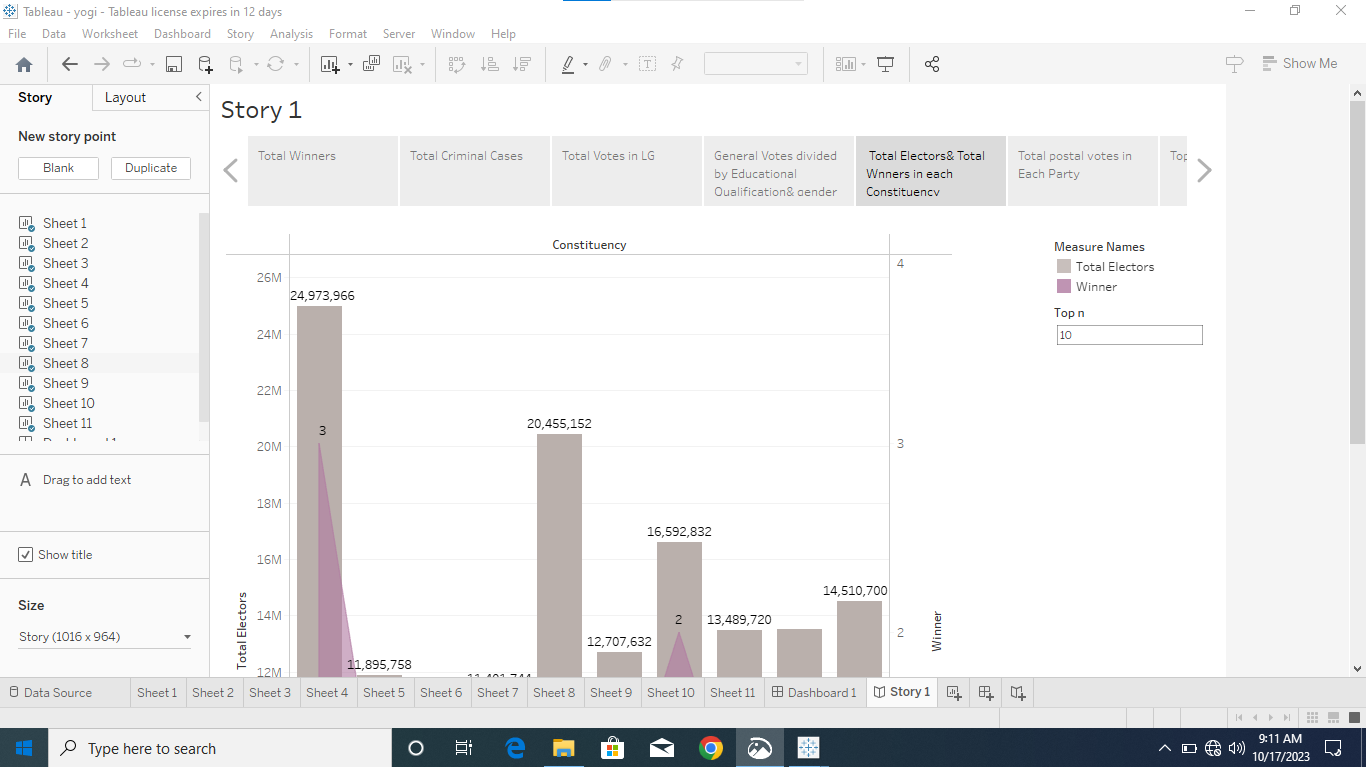 Tableau - yogi - Tableau license expires in 12 days
File Data Worksheet Dashboard Story Analysis Format Server Window Help
Show Me
Story Layout
New story point
Blank Duplicate
Sheet 1
Sheet 2
Sheet 3
Sheet 4
Sheet 5
Sheet 6
Sheet 7
Sheet 8
Sheet 9
Sheet 10
Sheet 11
A Drag to add text
Show title
Size
Story (1016 x 964)
Story 1
Total Winners
Total Criminal Cases
Total Votes in LG
General Votes divided
by Educational
Qualification& gender
Total Electors& Total
Wnners in each
Constituency
Total postal votes in
Each Party
Top
Constituency
26M
24M
22M
20M
18M
16M
14M
12M
Total Electors
24,973,966
3
11,895,758
20,455,152
12,707,632
16,592,832
2
13,489,720
14,510,700
4
3
2
Winner
Measure Names
Total Electors
Winner
Top n
10
Data Source Sheet 1 Sheet 2 Sheet 3 Sheet 4 Sheet 5 Sheet 6 Sheet 7 Sheet 8 Sheet 9 Sheet 10 Sheet 11 Dashboard 1 Story 1
Type here to search
9:11 AM
10/17/2023